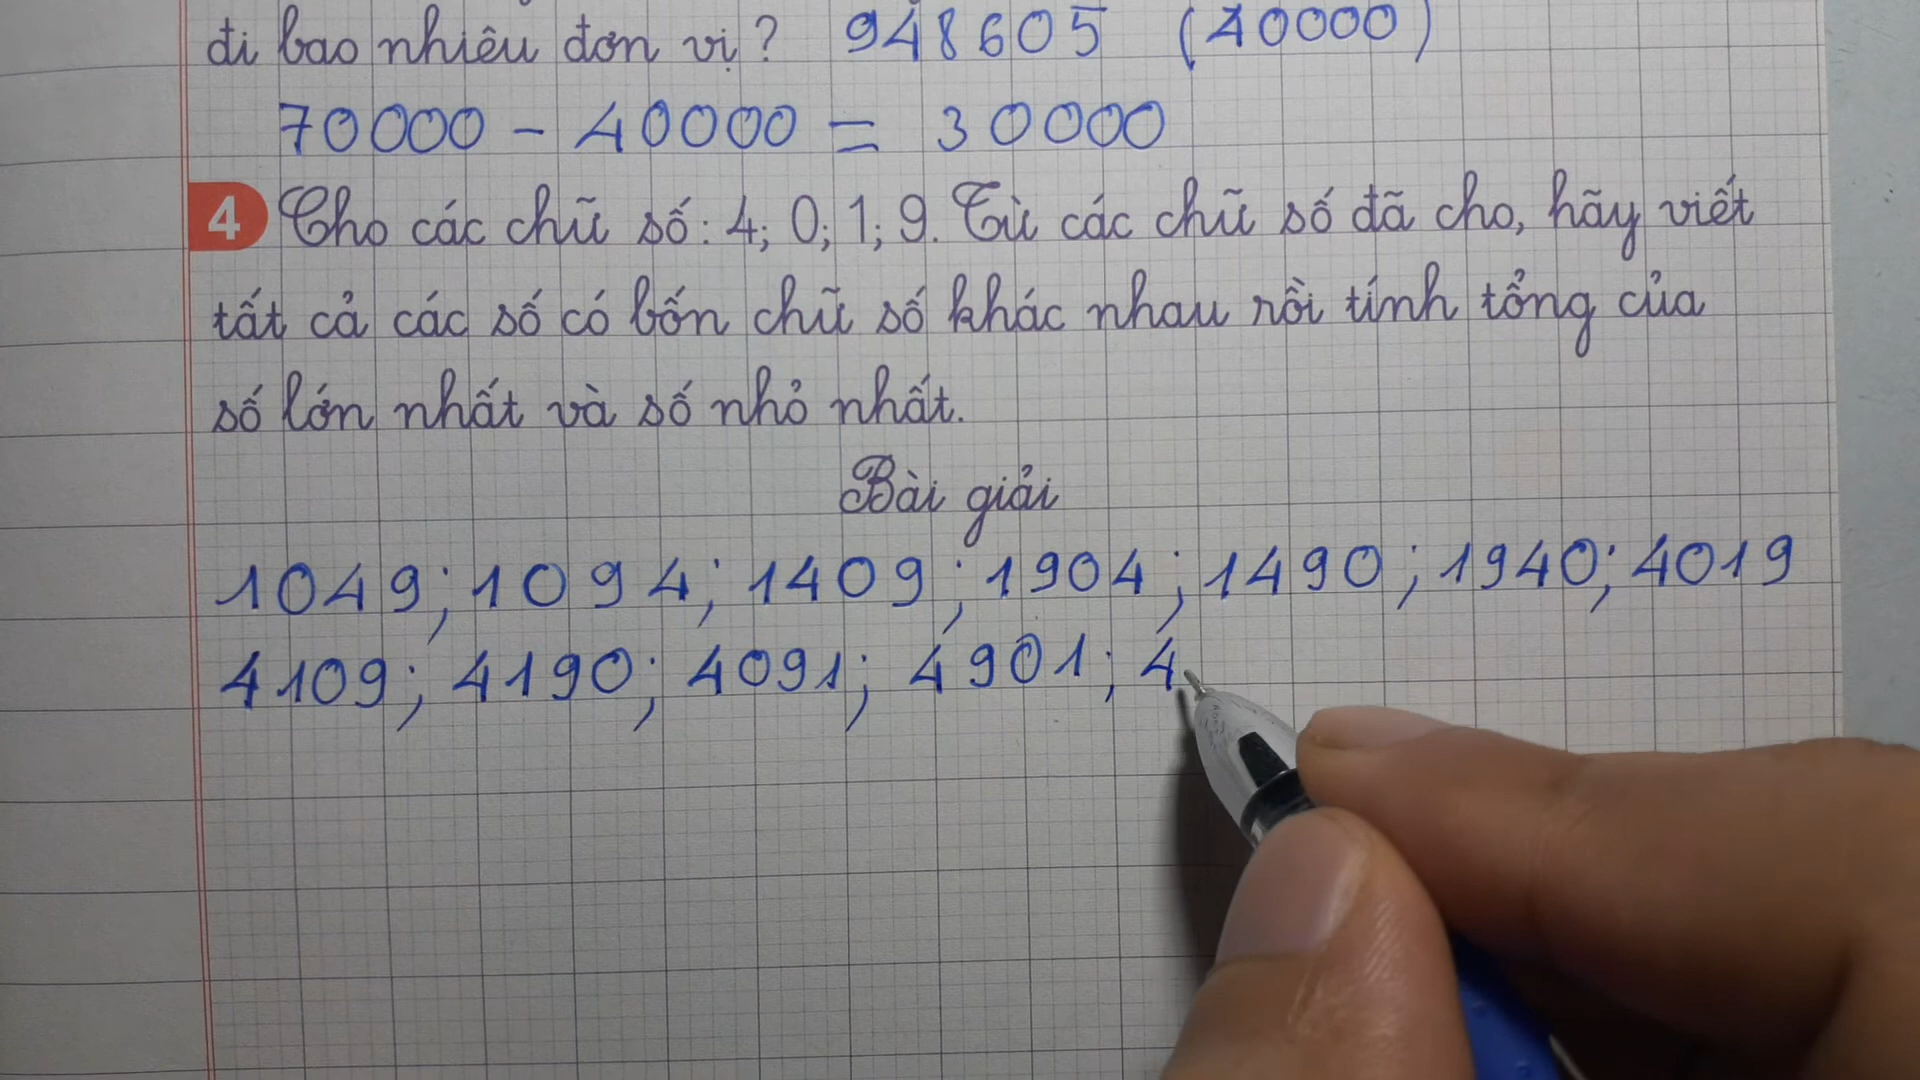 đi bao nhiêu đơn vị? 948605 (40000)
70000 - 40000 = 30000
4 Cho các chữ số: 4; 0; 1; 9. Từ các chữ số đã cho, hãy viết
tất cả các số có bốn chữ số khác nhau rồi tính tổng của
số lớn nhất và số nhỏ nhất.
Bài giải
1049; 1094; 1409; 1904; 1490; 1940; 4019
4109; 4190; 4091; 4901; 4